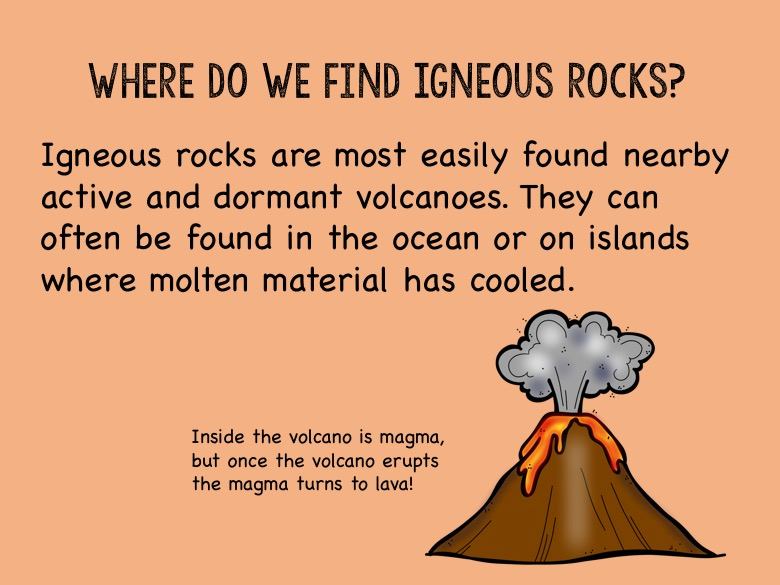 WHERE DO WE FIND IGNEOUS ROCKS?
Igneous rocks are most easily found nearby
active and dormant volcanoes. They can
often be found in the ocean or on islands
where molten material has cooled.
Inside the volcano is magma,
but once the volcano erupts
the magma turns to lava!